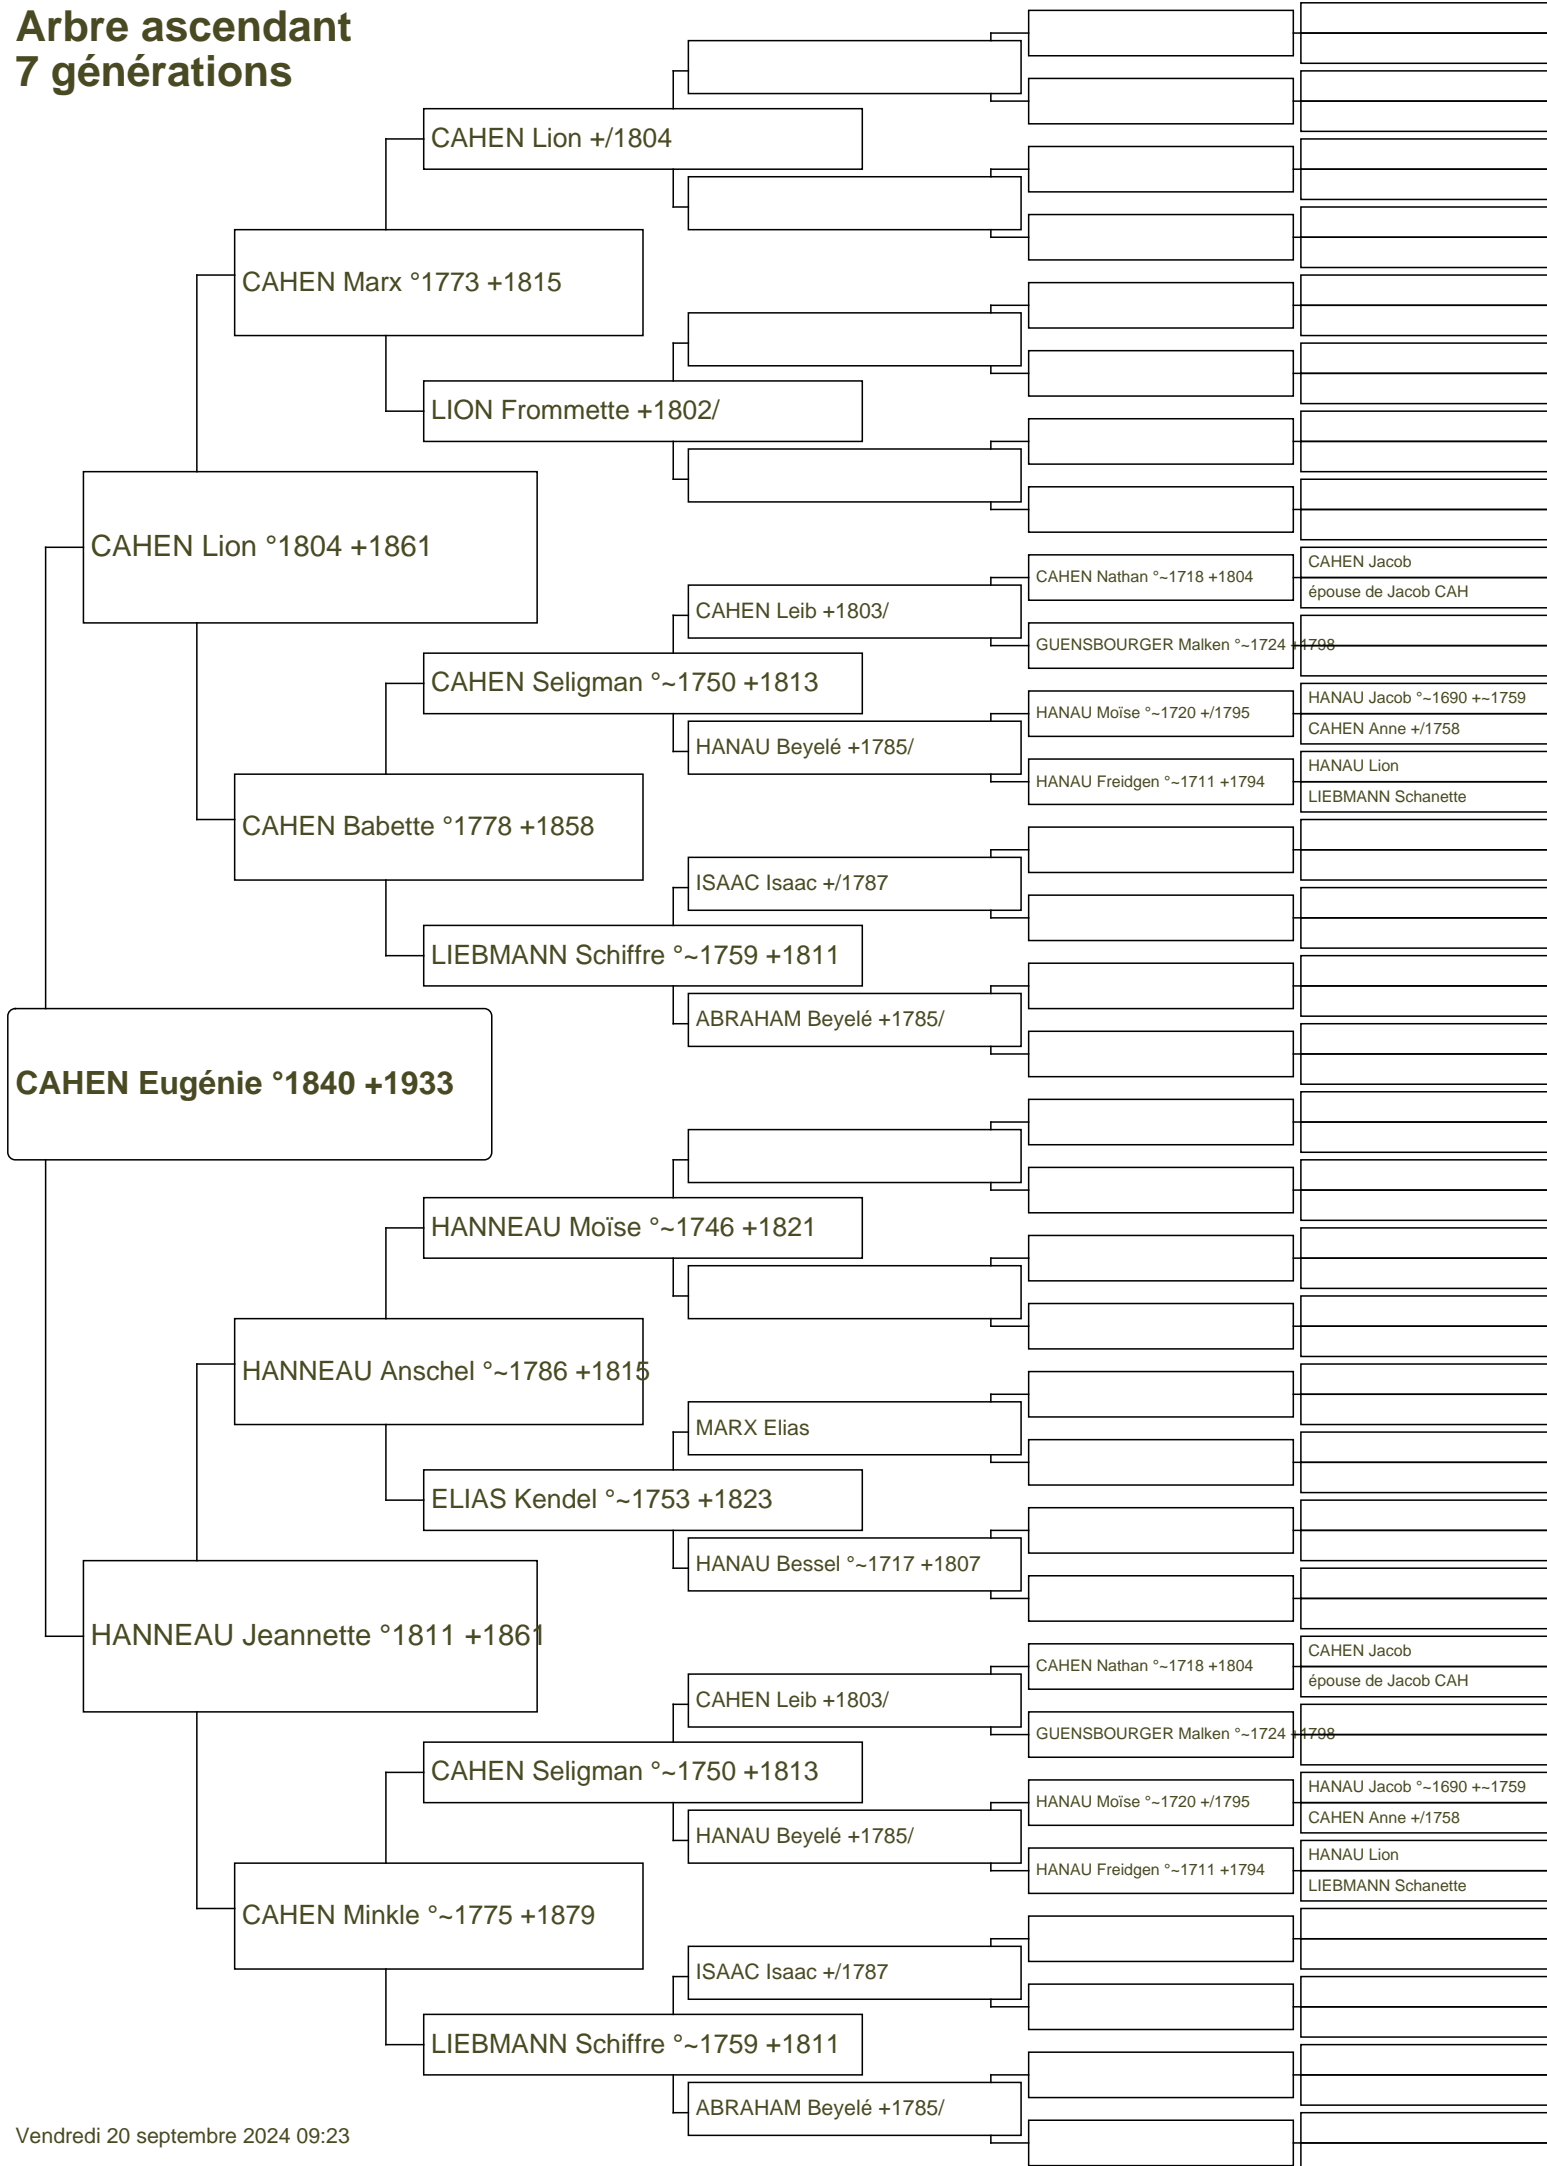 Arbre ascendant
7 générations
CAHEN Lion +/1804
CAHEN Marx °1773 +1815
LION Frommette +1802/
CAHEN Lion °1804 +1861
CAHEN Jacob
CAHEN Nathan °~1718 +1804
épouse de Jacob CAH
CAHEN Leib +1803/
GUENSBOURGER Malken °~1724 +1798
CAHEN Seligman °~1750 +1813
HANAU Jacob °~1690 +~1759
HANAU Moïse °~1720 +/1795
CAHEN Anne +/1758
HANAU Beyelé +1785/
HANAU Lion
HANAU Freidgen °~1711 +1794
LIEBMANN Schanette
CAHEN Babette °1778 +1858
ISAAC Isaac +/1787
LIEBMANN Schiffre °~1759 +1811
ABRAHAM Beyelé +1785/
CAHEN Eugénie °1840 +1933
HANNEAU Moïse °~1746 +1821
HANNEAU Anschel °~1786 +1815
MARX Elias
ELIAS Kendel °~1753 +1823
HANAU Bessel °~1717 +1807
HANNEAU Jeannette °1811 +1861
CAHEN Jacob
CAHEN Nathan °~1718 +1804
épouse de Jacob CAH
CAHEN Leib +1803/
GUENSBOURGER Malken °~1724 +1798
CAHEN Seligman °~1750 +1813
HANAU Jacob °~1690 +~1759
HANAU Moïse °~1720 +/1795
CAHEN Anne +/1758
HANAU Beyelé +1785/
HANAU Lion
HANAU Freidgen °~1711 +1794
LIEBMANN Schanette
CAHEN Minkle °~1775 +1879
ISAAC Isaac +/1787
LIEBMANN Schiffre °~1759 +1811
ABRAHAM Beyelé +1785/
Vendredi 20 septembre 2024 09:23